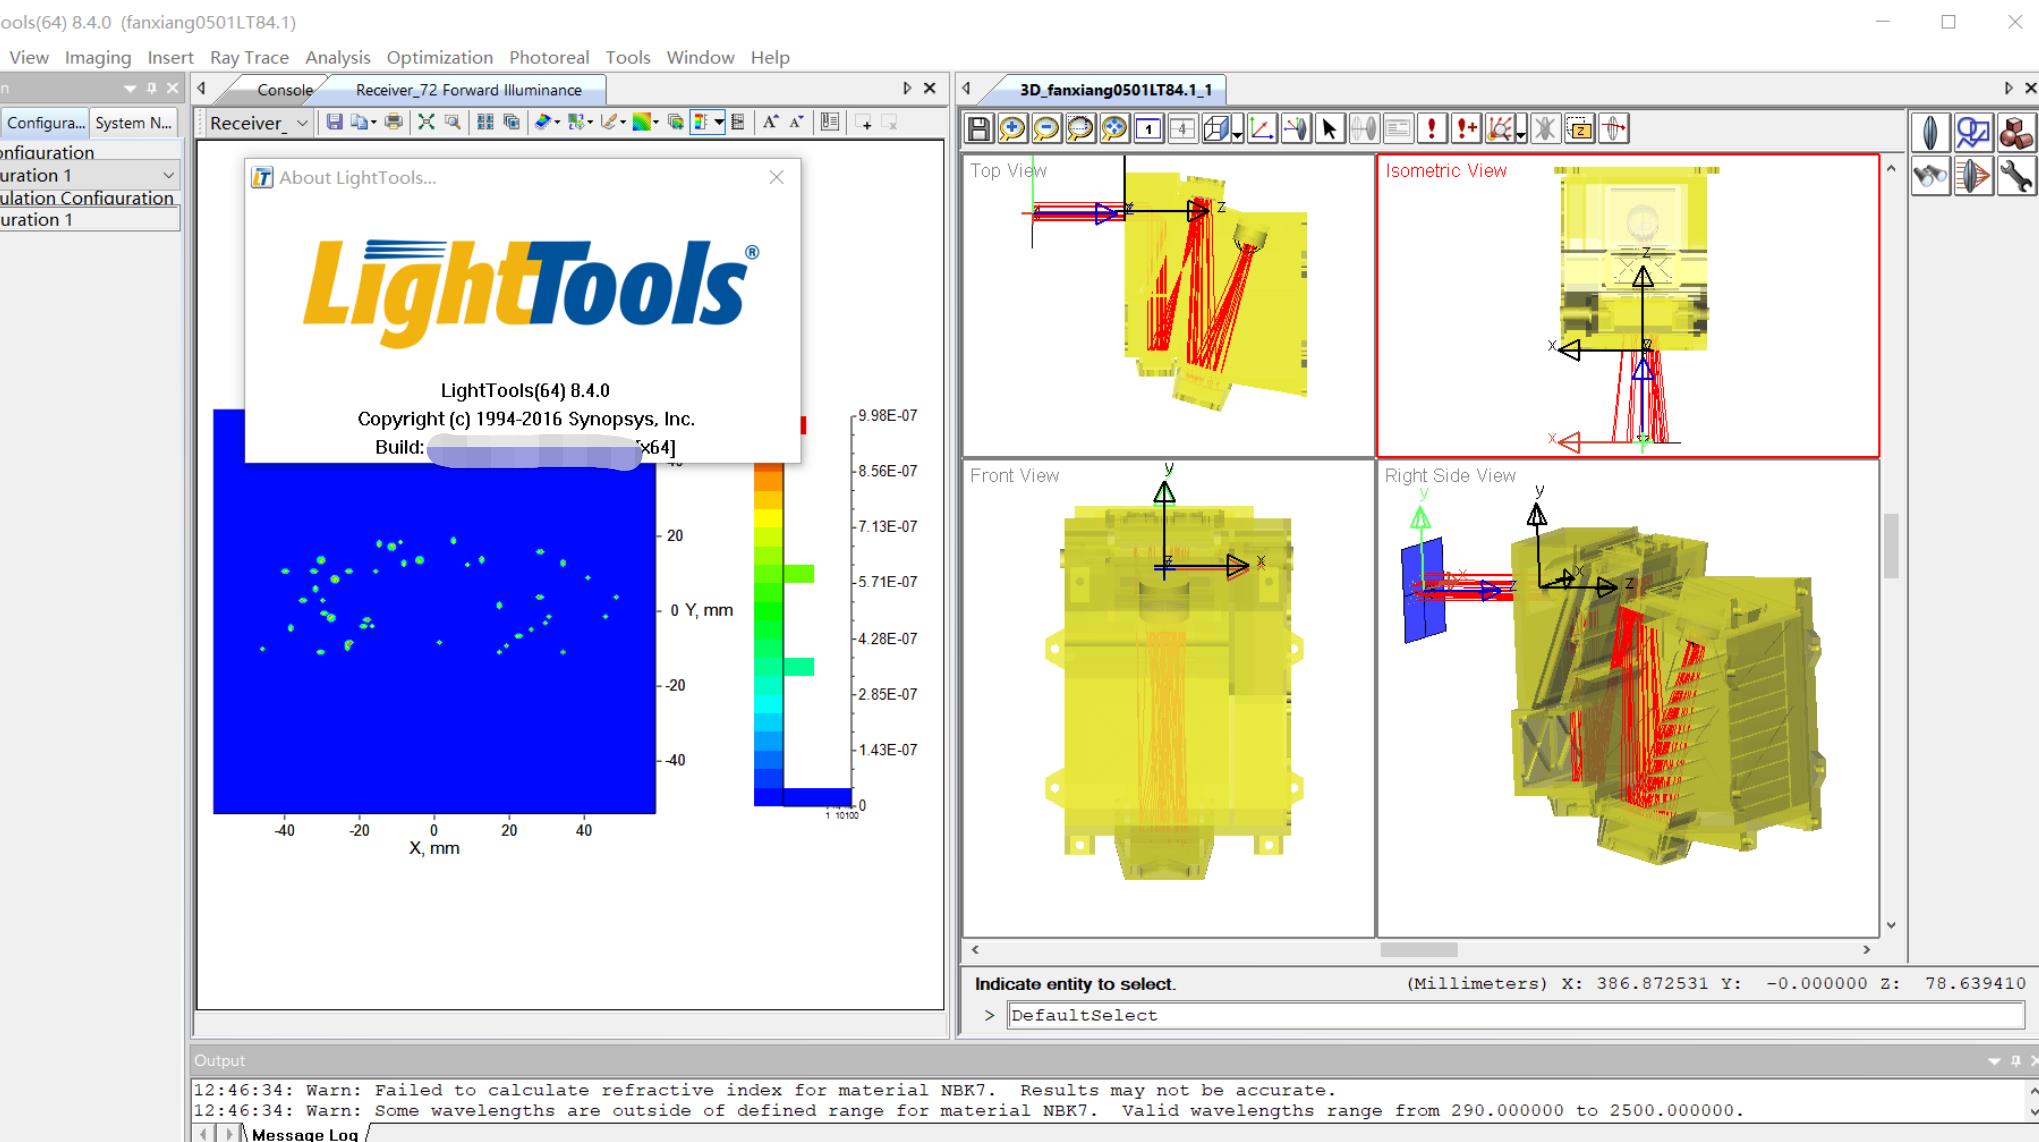 ools(64) 8.4.0 (fanxiang0501LT84.1)
View Imaging Insert Ray Trace Analysis Optimization Photoreal Tools Window Help
n
Console
Receiver_72 Forward Illuminance
3D_fanxiang0501LT84.1_1
Configura...
System N...
Receiver_
onfiguration
uration 1
ulation Configuration
uration 1
About LightTools...
LightTools®
LightTools(64) 8.4.0
Copyright (c) 1994-2016 Synopsys, Inc.
Build:
[x64]
9.98E-07
8.56E-07
7.13E-07
5.71E-07
4.28E-07
2.85E-07
1.43E-07
0
1 10100
40
20
0 Y, mm
-20
-40
-40 -20 0 20 40
X, mm
Top View
Z
Isometric View
Z
X
X
Front View
y
X
Z
Right Side View
y
y
X
Z
Indicate entity to select.
(Millimeters) X: 386.872531 Y: -0.000000 Z: 78.639410
> DefaultSelect
Output
12:46:34: Warn: Failed to calculate refractive index for material NBK7. Results may not be accurate.
12:46:34: Warn: Some wavelengths are outside of defined range for material NBK7. Valid wavelengths range from 290.000000 to 2500.000000.
Message Log